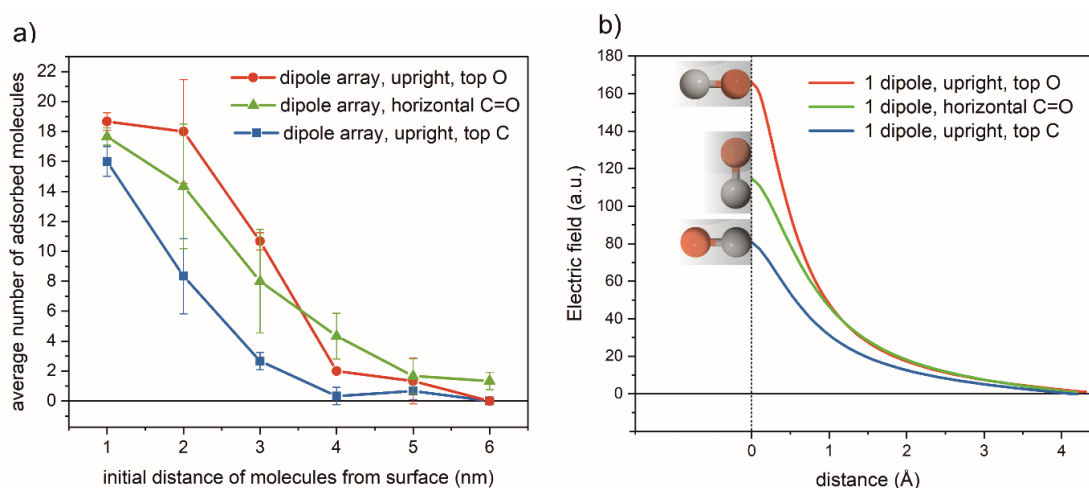 a)
average number of adsorbed molecules
22
20
18
16
14
12
10
8
6
4
2
0
dipole array, upright, top O
dipole array, horizontal C=O
dipole array, upright, top C
1 2 3 4 5 6
initial distance of molecules from surface (nm)
b)
Electric field (a.u.)
180
160
140
120
100
80
60
40
20
0
1 dipole, upright, top O
1 dipole, horizontal C=O
1 dipole, upright, top C
0 1 2 3 4
distance (Å)